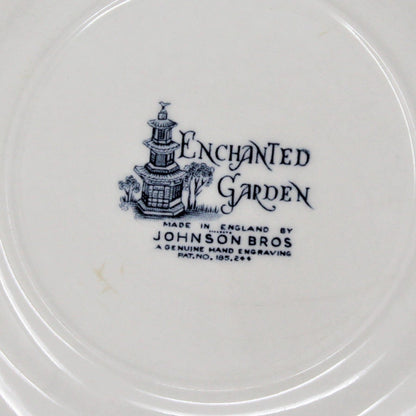 ENCHANTED
GARDEN
MADE IN ENGLAND BY
JOHNSON BROS
A GENUINE HAND ENGRAVING
PAT. NO. 185,244